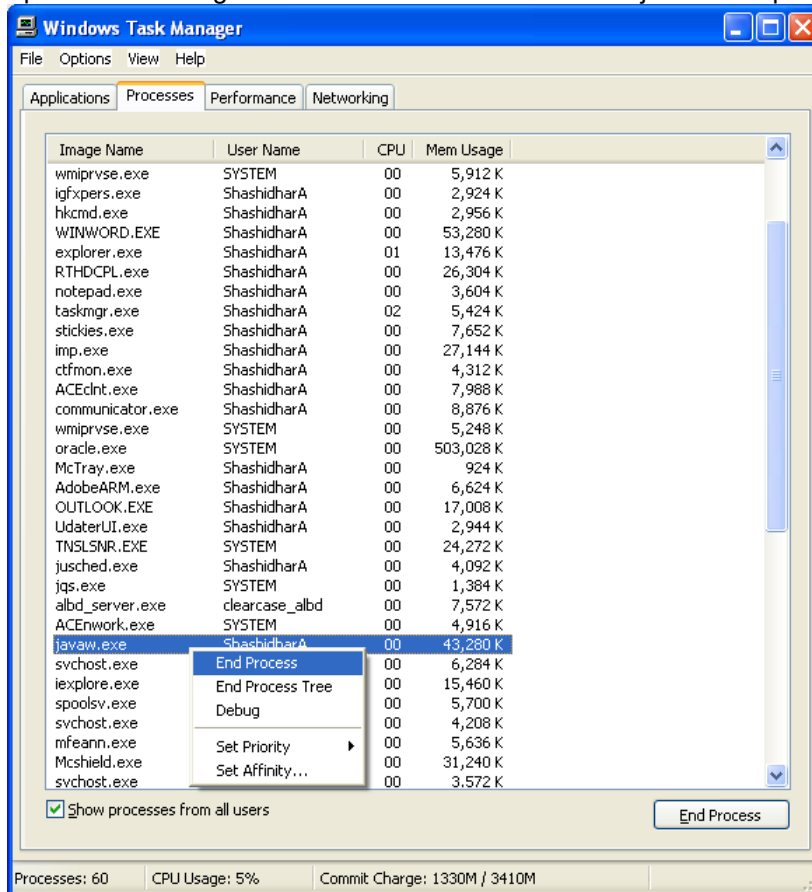 Windows Task Manager
File Options View Help
Applications Processes Performance Networking
Image Name User Name CPU Mem Usage
wmiprvse.exe SYSTEM 00 5,912 K
igfxpers.exe ShashidharA 00 2,924 K
hkcmd.exe ShashidharA 00 2,956 K
WINWORD.EXE ShashidharA 00 53,280 K
explorer.exe ShashidharA 01 13,476 K
RTHDCPL.exe ShashidharA 00 26,304 K
notepad.exe ShashidharA 00 3,604 K
taskmgr.exe ShashidharA 02 5,424 K
stickies.exe ShashidharA 00 7,652 K
imp.exe ShashidharA 00 27,144 K
ctfmon.exe ShashidharA 00 4,312 K
ACEclnt.exe ShashidharA 00 7,988 K
communicator.exe ShashidharA 00 8,876 K
wmiprvse.exe SYSTEM 00 5,248 K
oracle.exe SYSTEM 00 503,028 K
McTray.exe ShashidharA 00 924 K
AdobeARM.exe ShashidharA 00 6,624 K
OUTLOOK.EXE ShashidharA 00 17,008 K
UdaterUI.exe ShashidharA 00 2,944 K
TNSLSNR.EXE SYSTEM 00 24,272 K
jusched.exe ShashidharA 00 4,092 K
jqs.exe SYSTEM 00 1,384 K
albd_server.exe clearcase_albd 00 7,572 K
ACEnwork.exe SYSTEM 00 4,916 K
javaw.exe ShashidharA 00 43,280 K
svchost.exe End Process 00 6,284 K
iexplore.exe End Process Tree 00 15,460 K
spoolsv.exe Debug 00 5,700 K
svchost.exe 00 4,208 K
mfeann.exe Set Priority 00 5,636 K
Mcshield.exe Set Affinity... 00 31,240 K
svchost.exe 00 3,572 K
Show processes from all users End Process
Processes: 60 CPU Usage: 5% Commit Charge: 1330M / 3410M